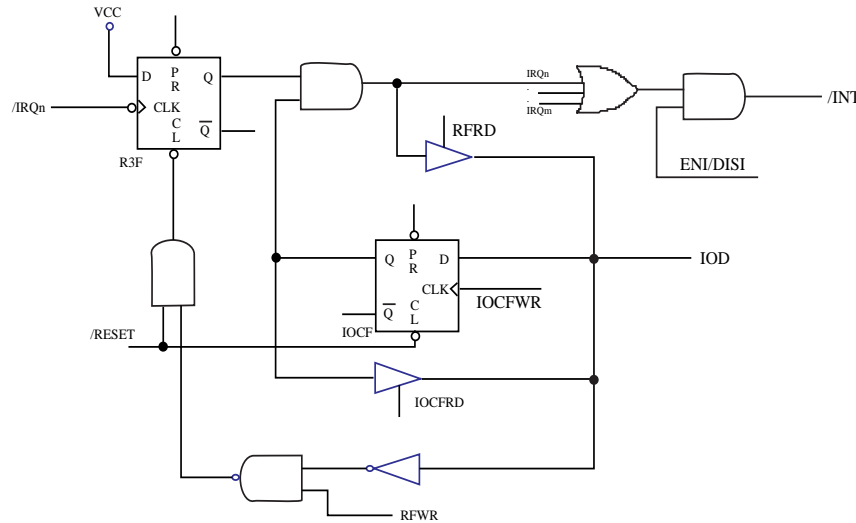 VCC
D
P
R
Q
/IRQn
CLK
C
L
Q
R3F
IRQn
IRQm
/INT
RFRD
ENI/DISI
Q
P
R
D
IOD
CLK
IOCFWR
Q
C
L
IOCF
/RESET
IOCFRD
RFWR